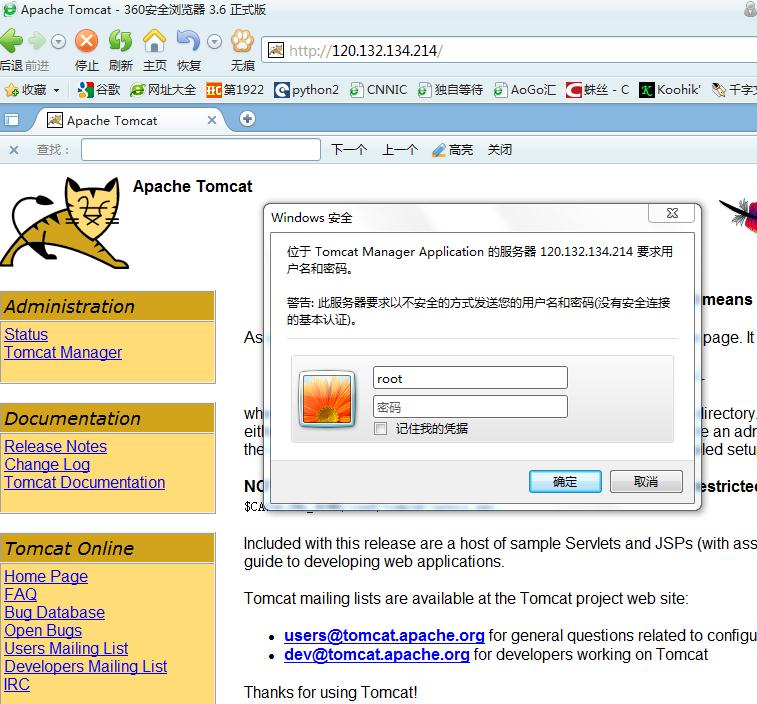 Apache Tomcat - 360安全浏览器 3.6 正式版
后退 前进 停止 刷新 主页 恢复 无痕
http://120.132.134.214/
收藏 谷歌 网址大全 第1922 python2 CNNIC 独自等待 AoGo汇 蛛丝 - C Koohik' 千字文
Apache Tomcat
查找: 下一个 上一个 高亮 关闭
Apache Tomcat
Windows 安全
位于 Tomcat Manager Application 的服务器 120.132.134.214 要求用
户名和密码。
警告: 此服务器要求以不安全的方式发送您的用户名和密码(没有安全连接
的基本认证)。
root
密码
记住我的凭据
确定 取消
Administration
Status
Tomcat Manager
Documentation
Release Notes
Change Log
Tomcat Documentation
Tomcat Online
Home Page
FAQ
Bug Database
Open Bugs
Users Mailing List
Developers Mailing List
IRC
means
As page. It
wh directory.
eith e an adr
the led setu
NO estricted
Included with this release are a host of sample Servlets and JSPs (with ass
guide to developing web applications.
Tomcat mailing lists are available at the Tomcat project web site:
users@tomcat.apache.org for general questions related to configu
dev@tomcat.apache.org for developers working on Tomcat
Thanks for using Tomcat!